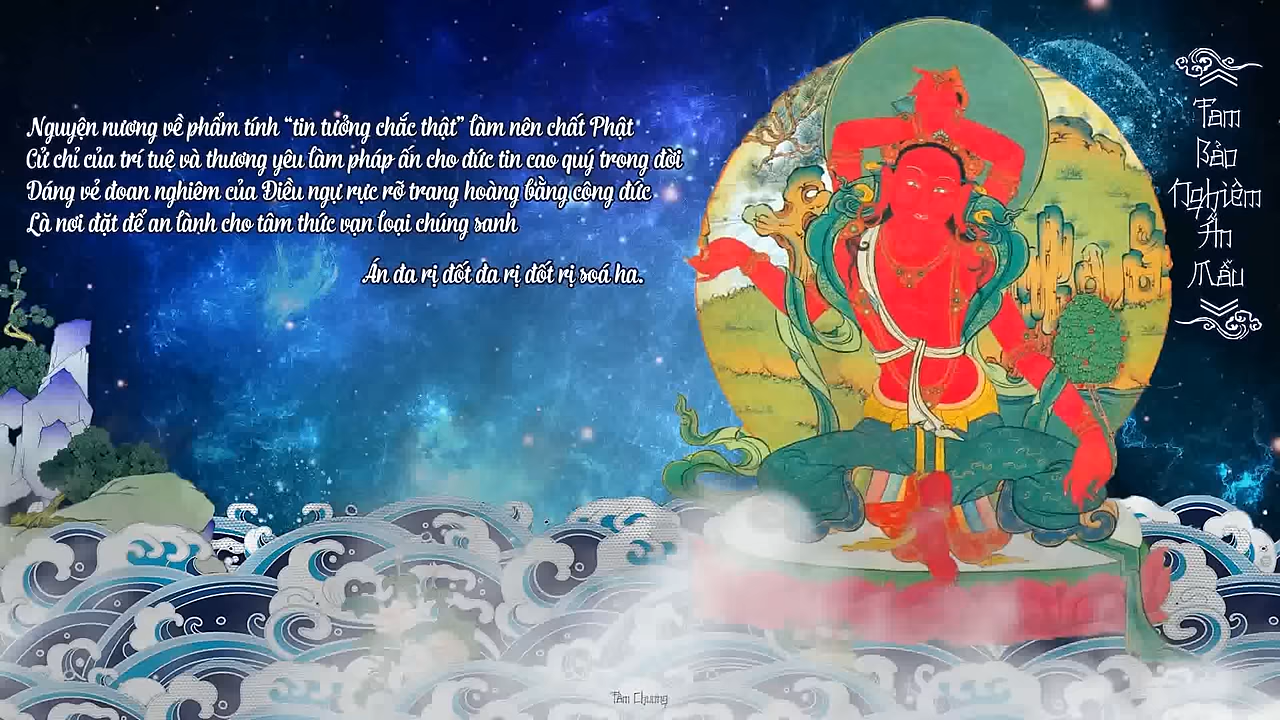 Nguyện nương về phẩm tính “tin tưởng chắc thật” làm nên chất Phật
Cử chỉ của trí tuệ và thương yêu làm pháp ấn cho đức tin cao quý trong đời
Dáng vẻ đoan nghiêm của Điều ngự rực rỡ trang hoàng bằng công đức
Là nơi đặt để an lành cho tâm thức vạn loại chúng sanh
Án đa rị đốt đa rị đốt rị soá ha.
Tam
Bảo
Nghiêm
Ấn
Mẫu
Tâm Chương